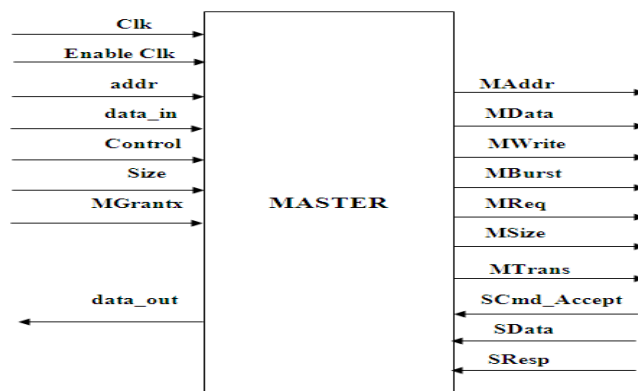 Clk
Enable Clk
addr
data_in
Control
Size
MGrantx
data_out
MASTER
MAddr
MData
MWrite
MBurst
MReq
MSize
MTrans
SCmd_Accept
SData
SResp